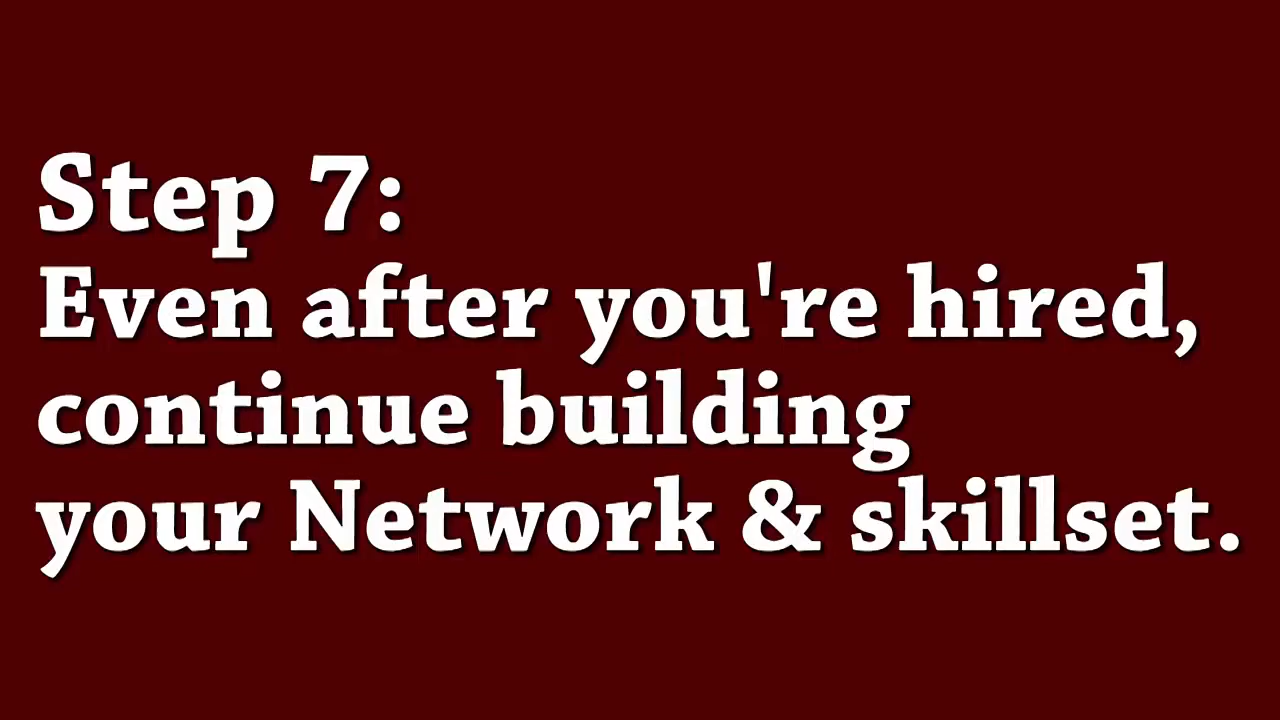 Step 7:
Even after you're hired,
continue building
your Network & skillset.